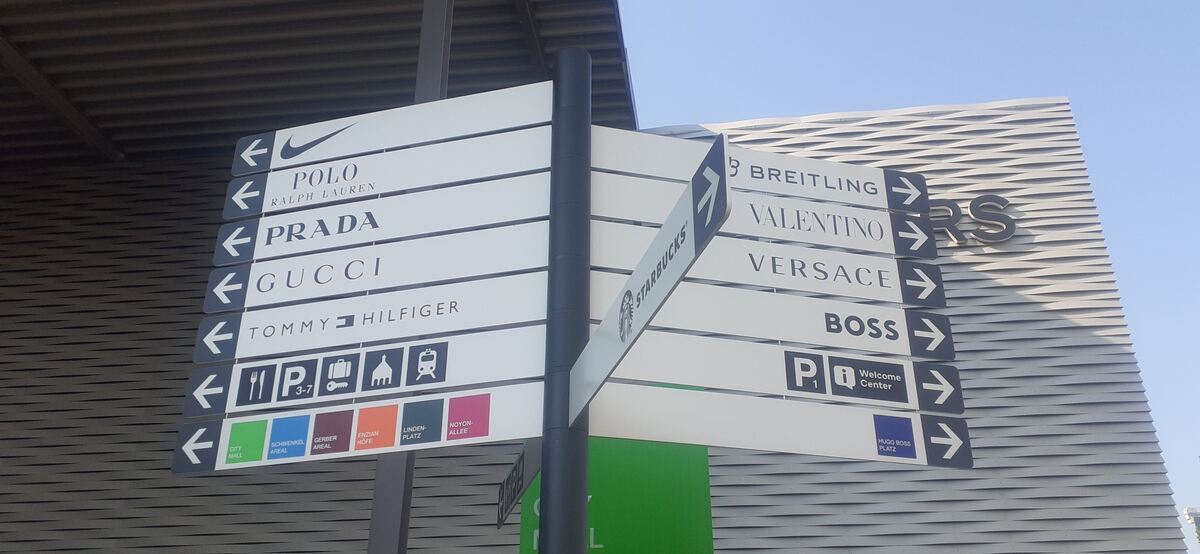 POLO
RALPH LAUREN
PRADA
GUCCI
TOMMY HILFIGER
P 3-7
CITY
MALL
SCHWENKEL
AREAL
GERBER
AREAL
ENZIAN
HÖFE
LINDEN-
PLATZ
NOYON-
ALLEE
STARBUCKS
B BREITLING
VALENTINO
VERSACE
BOSS
P 1
i Welcome
Center
HUGO BOSS
PLATZ
RS